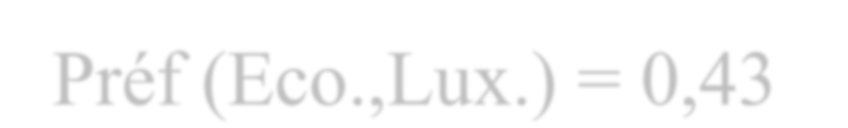 Préf (Eco.,Lux.) = 0,43